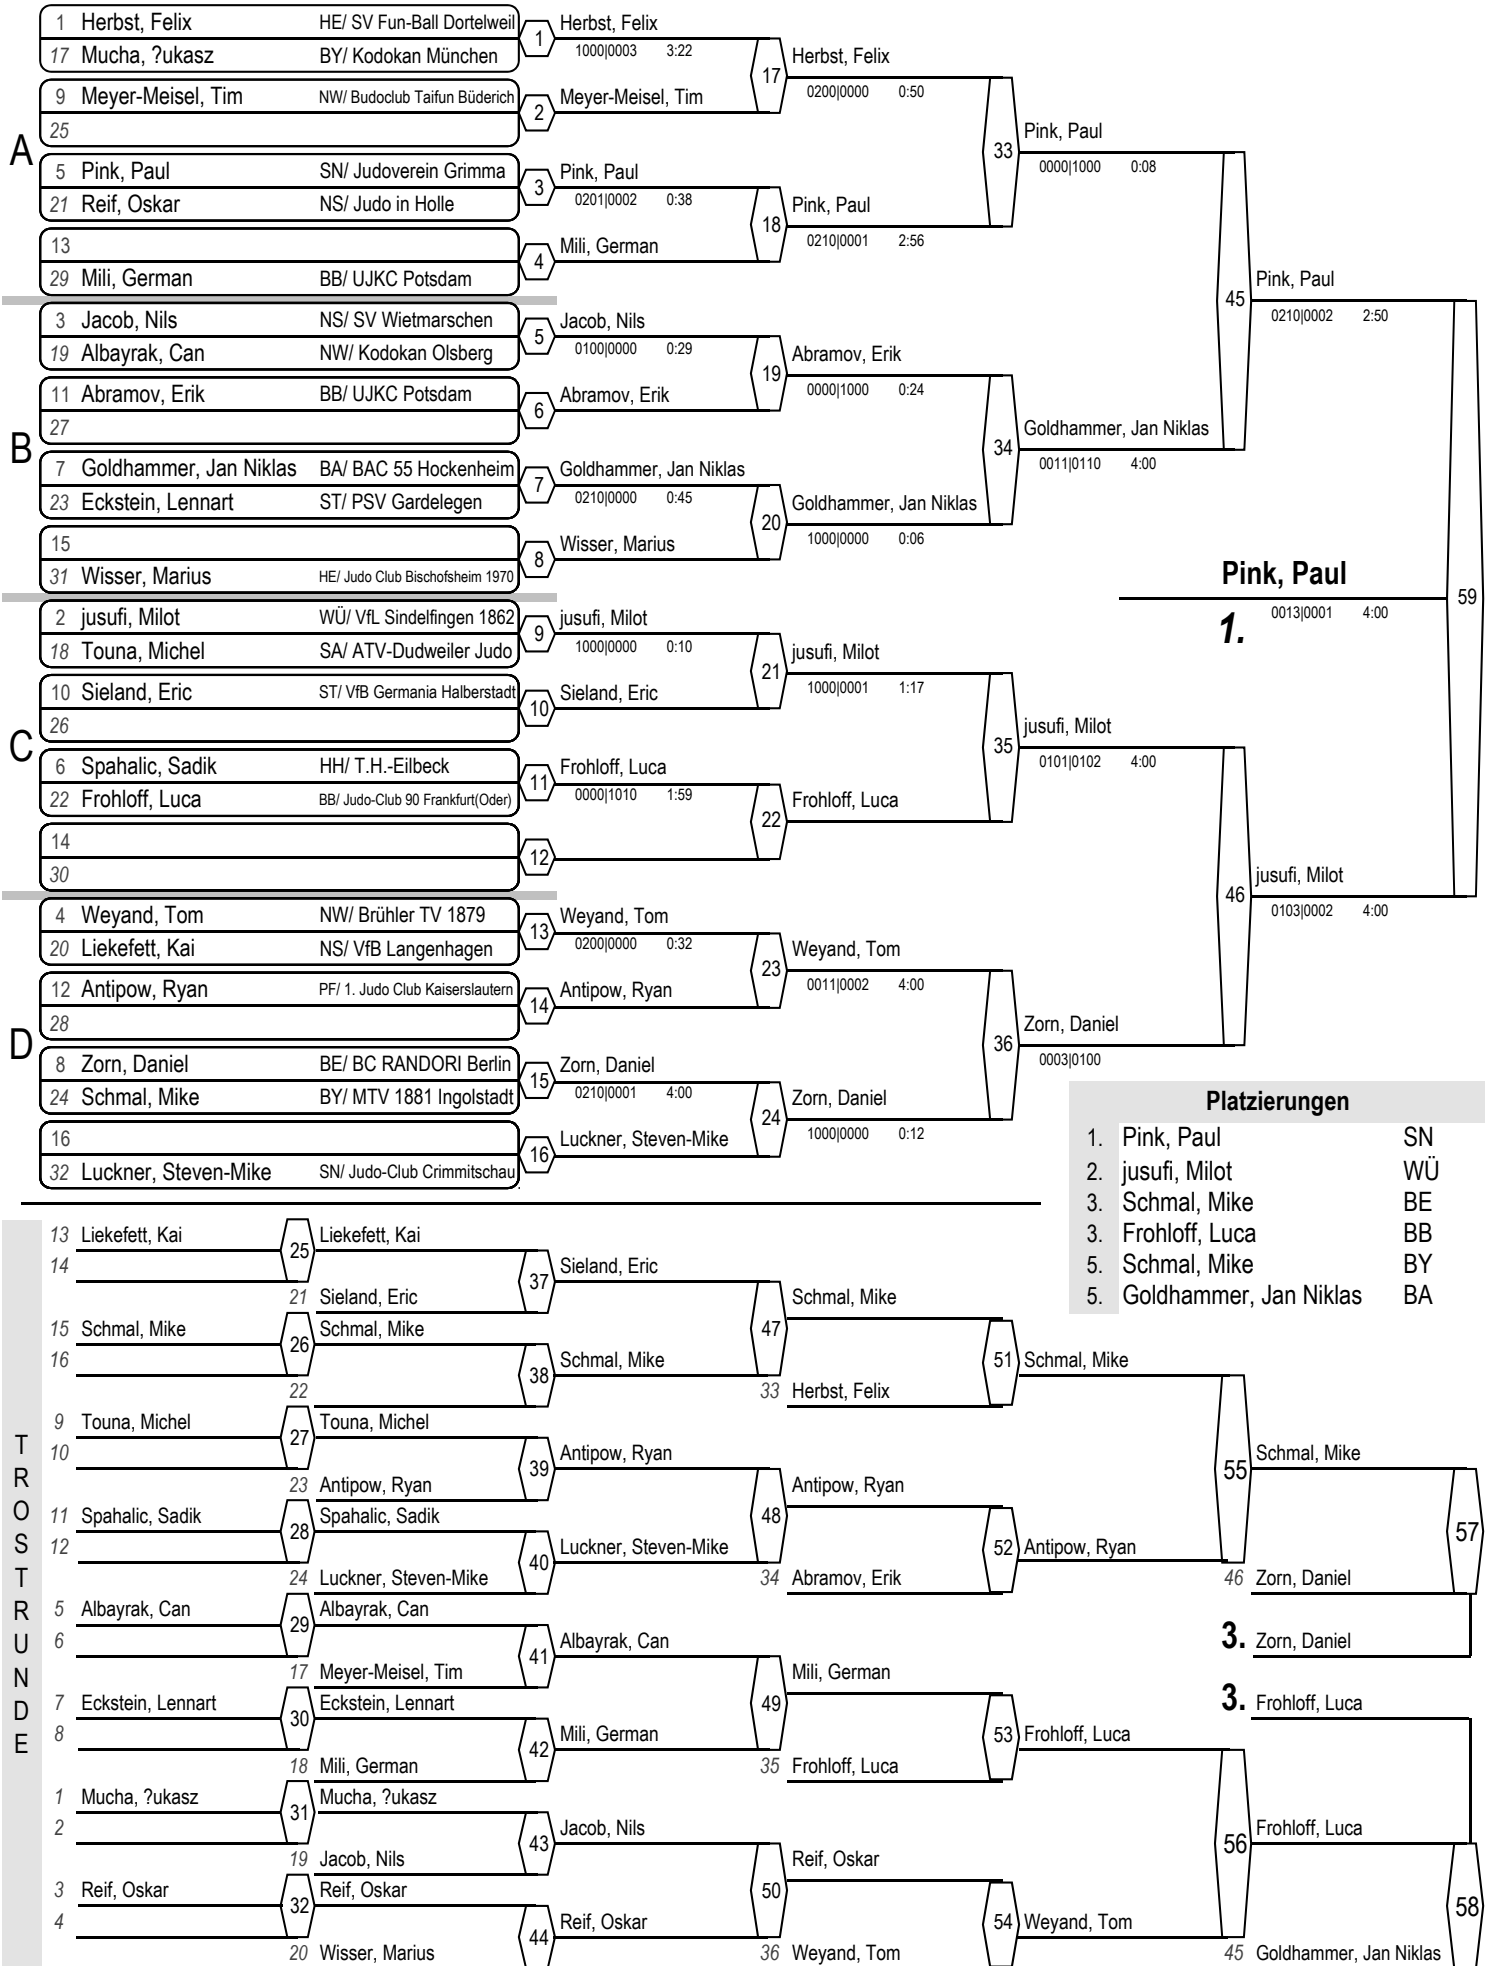 1 Herbst, Felix HE/ SV Fun-Ball Dortelweil
17 Mucha, ?ukasz BY/ Kodokan München
1
Herbst, Felix
1000|0003 3:22
9 Meyer-Meisel, Tim NW/ Budoclub Taifun Büderich
25
2
Meyer-Meisel, Tim
17
Herbst, Felix
0200|0000 0:50
A
5 Pink, Paul SN/ Judoverein Grimma
21 Reif, Oskar NS/ Judo in Holle
3
Pink, Paul
0201|0002 0:38
13
29 Mili, German BB/ UJKC Potsdam
4
Mili, German
18
Pink, Paul
0210|0001 2:56
33
Pink, Paul
0000|1000 0:08
3 Jacob, Nils NS/ SV Wietmarschen
19 Albayrak, Can NW/ Kodokan Olsberg
5
Jacob, Nils
0100|0000 0:29
11 Abramov, Erik BB/ UJKC Potsdam
27
6
Abramov, Erik
19
Abramov, Erik
0000|1000 0:24
B
7 Goldhammer, Jan Niklas BA/ BAC 55 Hockenheim
23 Eckstein, Lennart ST/ PSV Gardelegen
7
Goldhammer, Jan Niklas
0210|0000 0:45
15
31 Wisser, Marius HE/ Judo Club Bischofsheim 1970
8
Wisser, Marius
20
Goldhammer, Jan Niklas
1000|0000 0:06
34
Goldhammer, Jan Niklas
0011|0110 4:00
45
Pink, Paul
0210|0002 2:50
2 jusufi, Milot WÜ/ VfL Sindelfingen 1862
18 Touna, Michel SA/ ATV-Dudweiler Judo
9
jusufi, Milot
1000|0000 0:10
10 Sieland, Eric ST/ VfB Germania Halberstadt
26
10
Sieland, Eric
21
jusufi, Milot
1000|0001 1:17
C
6 Spahalic, Sadik HH/ T.H.-Eilbeck
22 Frohloff, Luca BB/ Judo-Club 90 Frankfurt(Oder)
11
Frohloff, Luca
0000|1010 1:59
14
30
12
22
Frohloff, Luca
35
jusufi, Milot
0101|0102 4:00
4 Weyand, Tom NW/ Brühler TV 1879
20 Liekefett, Kai NS/ VfB Langenhagen
13
Weyand, Tom
0200|0000 0:32
12 Antipow, Ryan PF/ 1. Judo Club Kaiserslautern
28
14
Antipow, Ryan
23
Weyand, Tom
0011|0002 4:00
D
8 Zorn, Daniel BE/ BC RANDORI Berlin
24 Schmal, Mike BY/ MTV 1881 Ingolstadt
15
Zorn, Daniel
0210|0001 4:00
16
32 Luckner, Steven-Mike SN/ Judo-Club Crimmitschau
16
Luckner, Steven-Mike
24
Zorn, Daniel
1000|0000 0:12
36
Zorn, Daniel
0003|0100
46
jusufi, Milot
0103|0002 4:00
59
Pink, Paul
1. 0013|0001 4:00
Platzierungen
1. Pink, Paul SN
2. jusufi, Milot WÜ
3. Schmal, Mike BE
3. Frohloff, Luca BB
5. Schmal, Mike BY
5. Goldhammer, Jan Niklas BA
TROSTRUNDE
13 Liekefett, Kai
14
25
Liekefett, Kai
21 Sieland, Eric
37
Sieland, Eric
15 Schmal, Mike
16
26
Schmal, Mike
22
38
Schmal, Mike
47
Schmal, Mike
33 Herbst, Felix
51
Schmal, Mike
9 Touna, Michel
10
27
Touna, Michel
23 Antipow, Ryan
39
Antipow, Ryan
11 Spahalic, Sadik
12
28
Spahalic, Sadik
24 Luckner, Steven-Mike
40
Luckner, Steven-Mike
48
Antipow, Ryan
34 Abramov, Erik
52
Antipow, Ryan
55
Schmal, Mike
46 Zorn, Daniel
57
3. Zorn, Daniel
5 Albayrak, Can
6
29
Albayrak, Can
17 Meyer-Meisel, Tim
41
Albayrak, Can
7 Eckstein, Lennart
8
30
Eckstein, Lennart
18 Mili, German
42
Mili, German
49
Mili, German
35 Frohloff, Luca
53
Frohloff, Luca
3. Frohloff, Luca
1 Mucha, ?ukasz
2
31
Mucha, ?ukasz
19 Jacob, Nils
43
Jacob, Nils
3 Reif, Oskar
4
32
Reif, Oskar
20 Wisser, Marius
44
Reif, Oskar
50
Reif, Oskar
36 Weyand, Tom
54
Weyand, Tom
56
Frohloff, Luca
45 Goldhammer, Jan Niklas
58